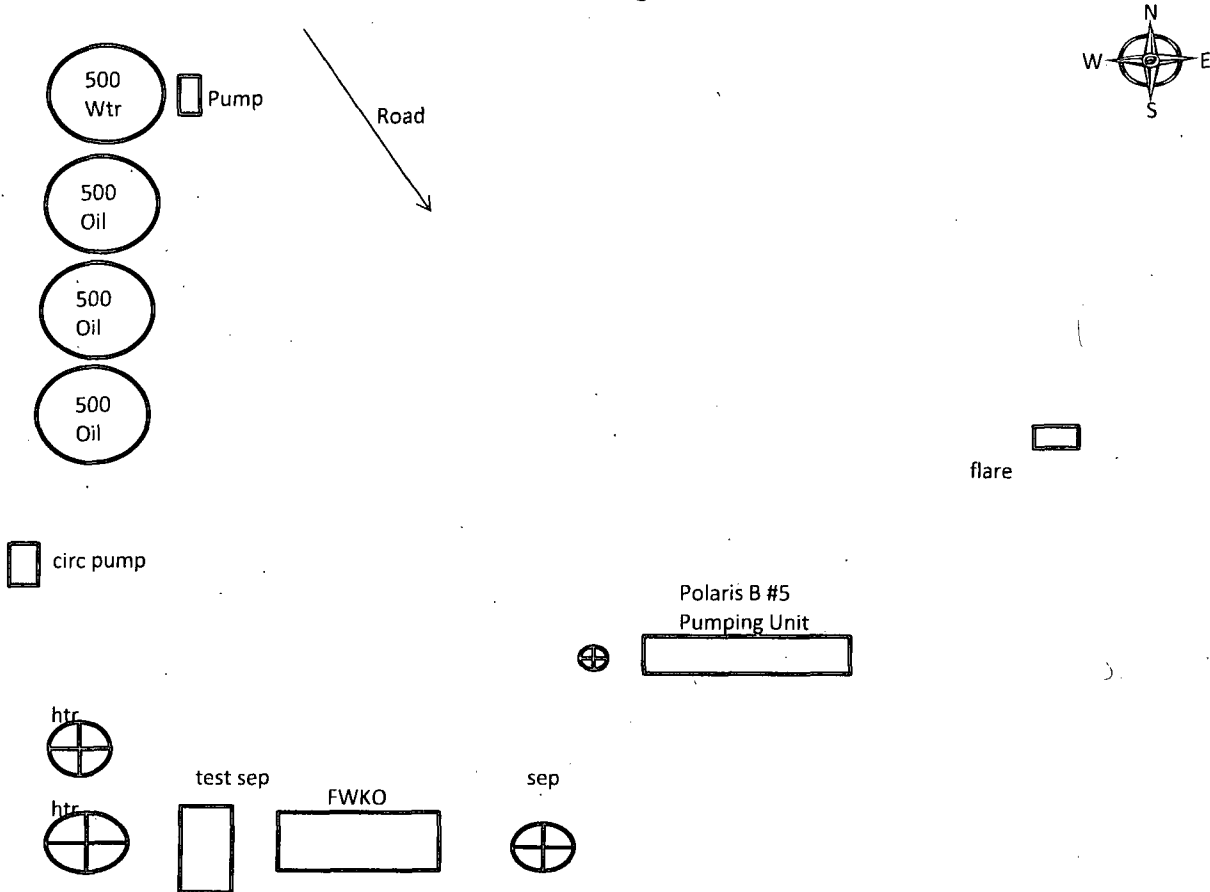 N
W E
S
500
Wtr
Pump
Road
500
Oil
500
Oil
500
Oil
flare
circ pump
Polaris B #5
Pumping Unit
htr
test sep
sep
FWKO
htr